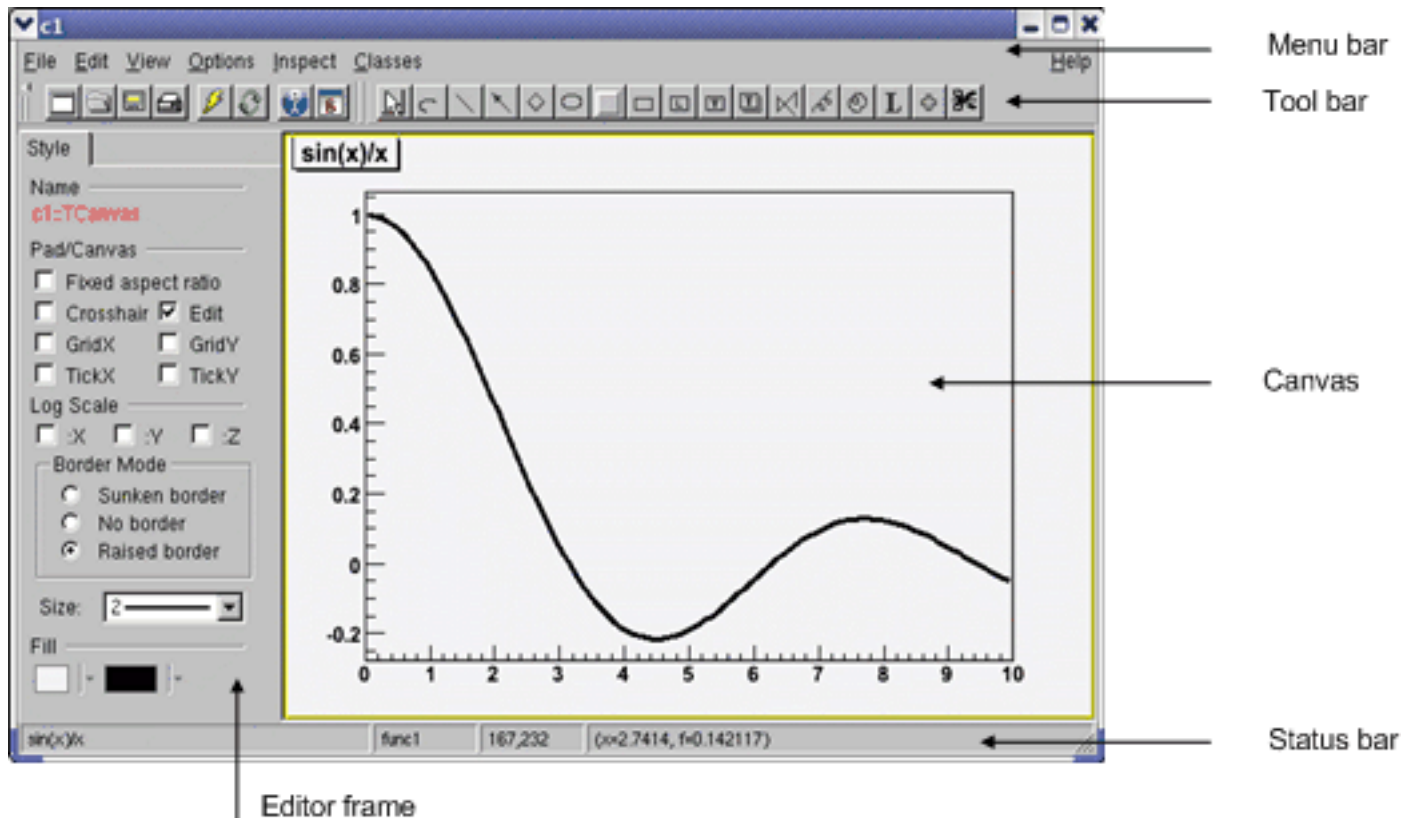 c1
Menu bar
File Edit View Options Inspect Classes Help
Tool bar
Style
sin(x)/x
Name
c1::TCanvas
Pad/Canvas
Fixed aspect ratio
Crosshair Edit
GridX GridY
TickX TickY
Log Scale
:X :Y :Z
Border Mode
Sunken border
No border
Raised border
Size: 2
Fill
1
0.8
0.6
0.4
0.2
0
-0.2
0 1 2 3 4 5 6 7 8 9 10
Canvas
sin(x)/x func1 167,232 (x=2.7414, f=0.142117)
Status bar
Editor frame